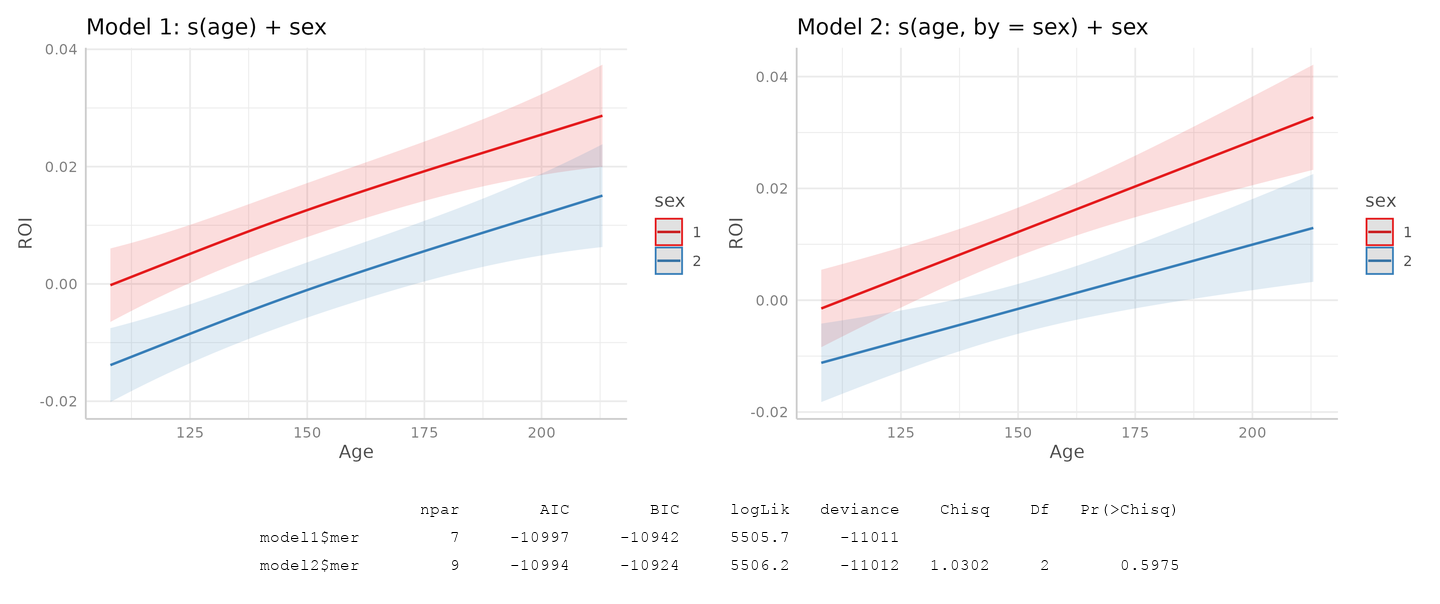 Model 1: s(age) + sex
0.04
0.02
0.00
-0.02
ROI
125 150 175 200
Age
sex
1
2
Model 2: s(age, by = sex) + sex
0.04
0.02
0.00
-0.02
ROI
125 150 175 200
Age
sex
1
2
npar AIC BIC logLik deviance Chisq Df Pr(>Chisq)
model1$mer 7 -10997 -10942 5505.7 -11011
model2$mer 9 -10994 -10924 5506.2 -11012 1.0302 2 0.5975